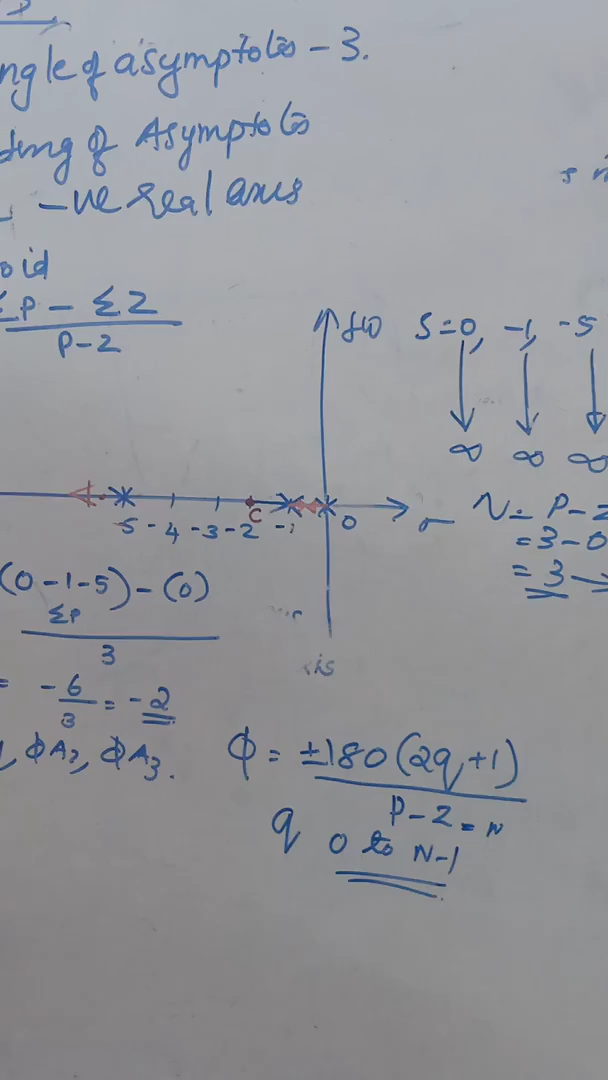 ngle of asymptotes - 3.
ding of Asymptotes
-ve real axis
oid
ΣP - ΣZ
P-Z
jω
S=0, -1, -5
∞ ∞ ∞
-5 -4 -3 -2 C -1 0
σ
N= P-Z
= 3-0
= 3
(0-1-5)-(0)
ΣP
3
= -6/3 = -2
, ϕA2, ϕA3.
ϕ = ±180(2q+1)
P-Z = N
q 0 to N-1